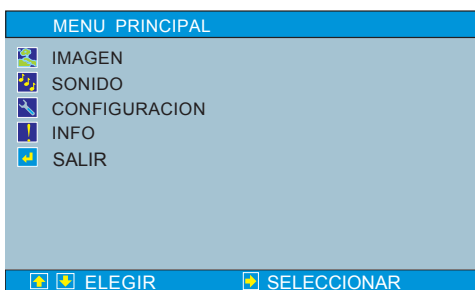 MENU PRINCIPAL
IMAGEN
SONIDO
CONFIGURACION
INFO
SALIR
ELEGIR SELECCIONAR